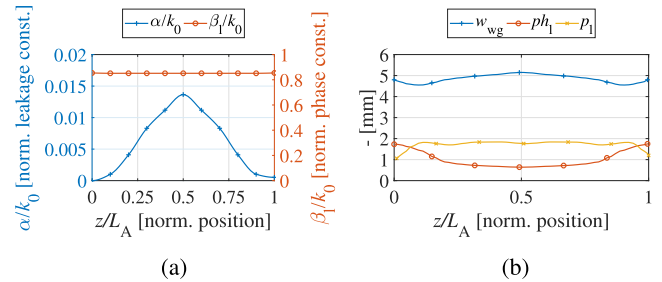 α/k0 β1/k0
0.02
0.015
0.01
0.005
0
1
0.8
0.6
0.4
0.2
0
0 0.25 0.5 0.75 1
α/k0 [norm. leakage const.]
β1/k0 [norm. phase const.]
z/LA [norm. position]
(a)
wwg ph1 p1
6
5
4
3
2
1
0
0 0.5 1
- [mm]
z/LA [norm. position]
(b)